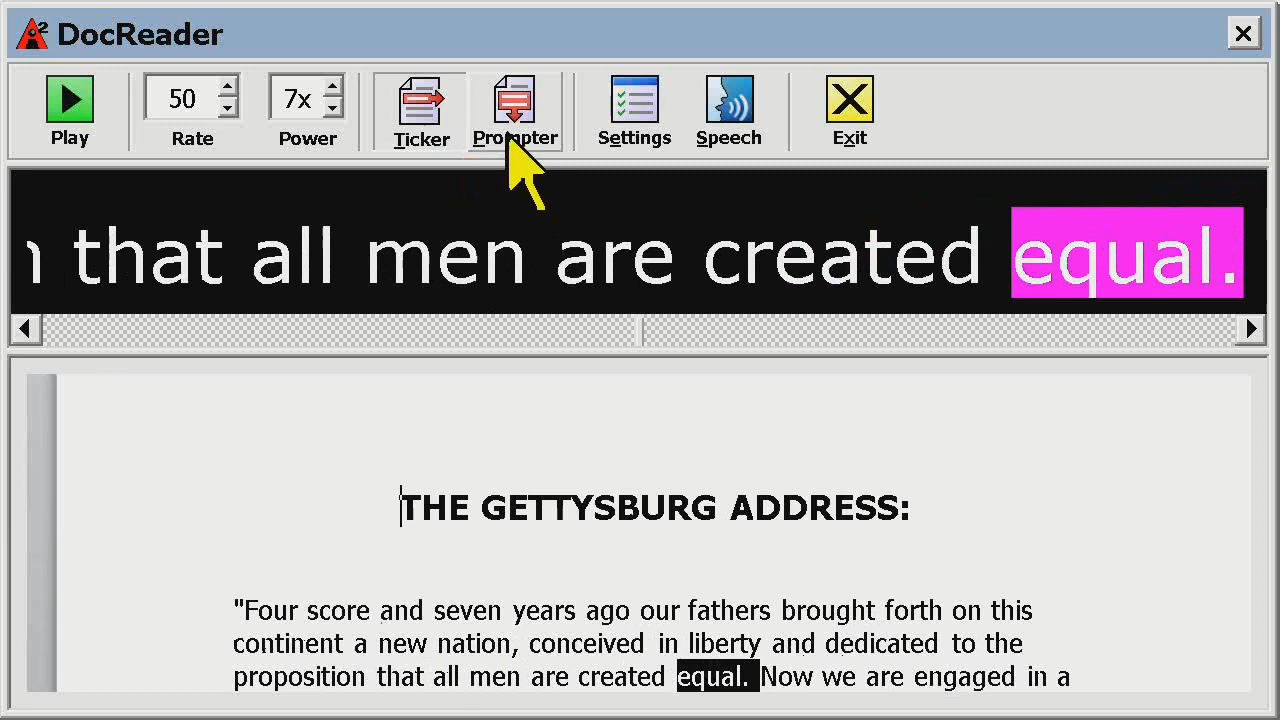 DocReader
50
7x
Play
Rate
Power
Ticker
Prompter
Settings
Speech
Exit
that all men are created equal.
THE GETTYSBURG ADDRESS:
"Four score and seven years ago our fathers brought forth on this
continent a new nation, conceived in liberty and dedicated to the
proposition that all men are created equal. Now we are engaged in a